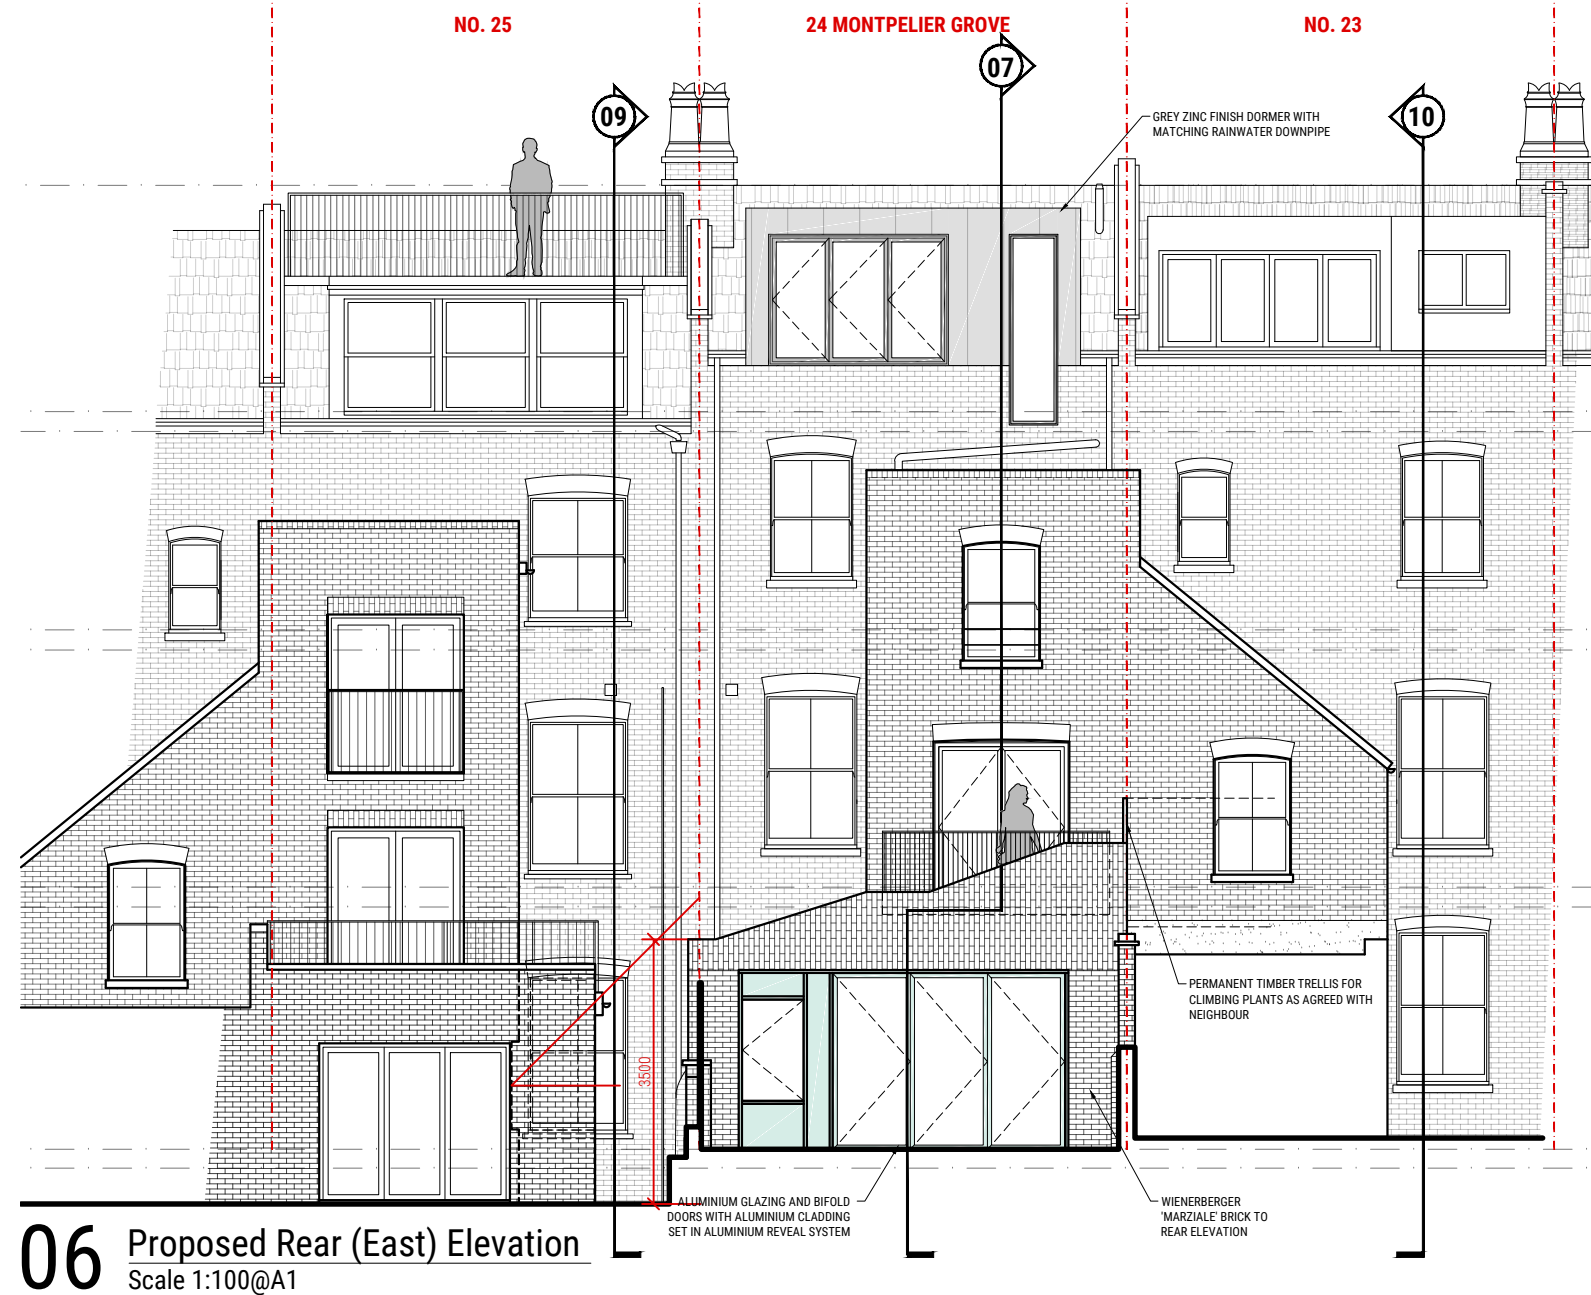 NO. 25
24 MONTPELIER GROVE
NO. 23
07
09
10
GREY ZINC FINISH DORMER WITH
MATCHING RAINWATER DOWNPIPE
PERMANENT TIMBER TRELLIS FOR
CLIMBING PLANTS AS AGREED WITH
NEIGHBOUR
3500
ALUMINIUM GLAZING AND BIFOLD
DOORS WITH ALUMINIUM CLADDING
SET IN ALUMINIUM REVEAL SYSTEM
WIENERBERGER
'MARZIALE' BRICK TO
REAR ELEVATION
06
Proposed Rear (East) Elevation
Scale 1:100@A1